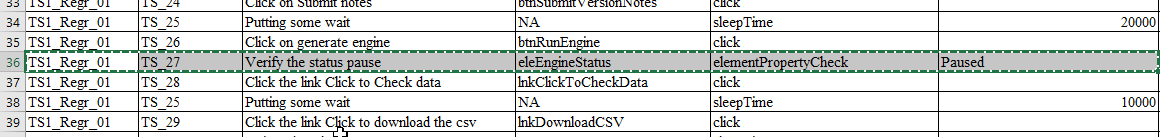 33 TS1_Regr_01 TS_24 Click on Submit notes btnSubmitVersionNotes click
34 TS1_Regr_01 TS_25 Putting some wait NA sleepTime 20000
35 TS1_Regr_01 TS_26 Click on generate engine btnRunEngine click
36 TS1_Regr_01 TS_27 Verify the status pause eleEngineStatus elementPropertyCheck Paused
37 TS1_Regr_01 TS_28 Click the link Click to Check data lnkClickToCheckData click
38 TS1_Regr_01 TS_25 Putting some wait NA sleepTime 10000
39 TS1_Regr_01 TS_29 Click the link Click to download the csv lnkDownloadCSV click